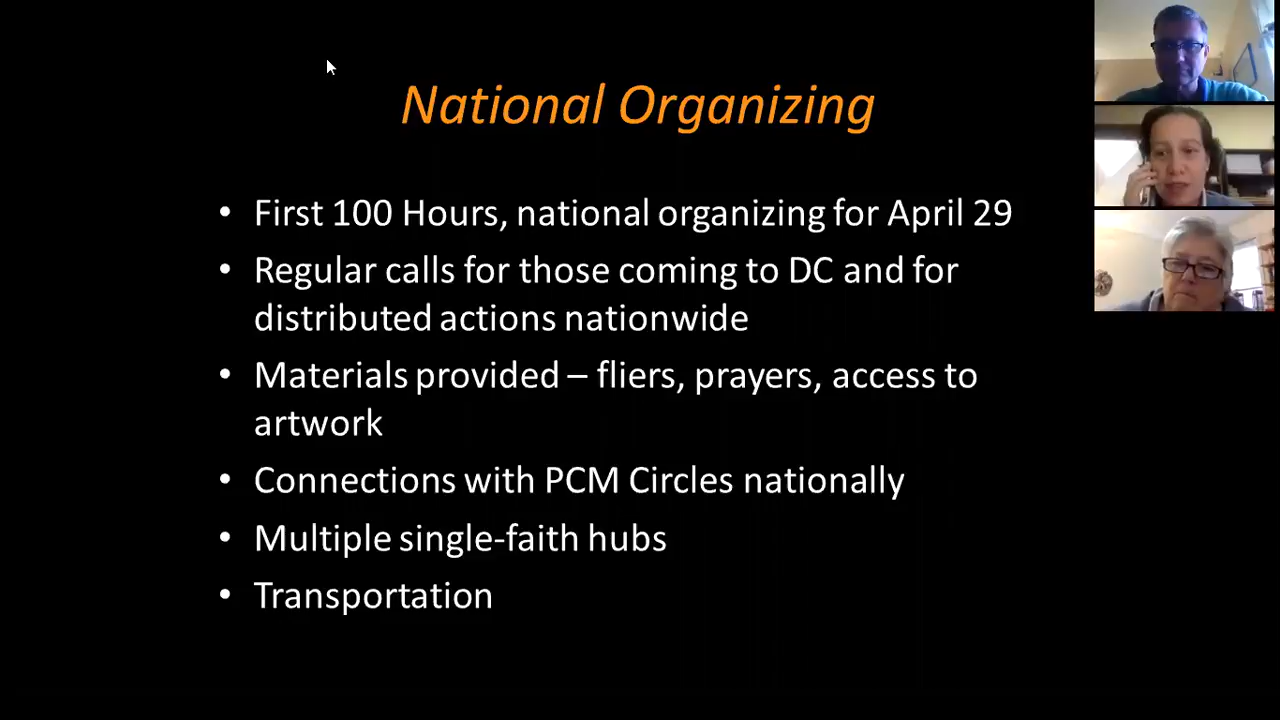 National Organizing
• First 100 Hours, national organizing for April 29
• Regular calls for those coming to DC and for
distributed actions nationwide
• Materials provided – fliers, prayers, access to
artwork
• Connections with PCM Circles nationally
• Multiple single-faith hubs
• Transportation